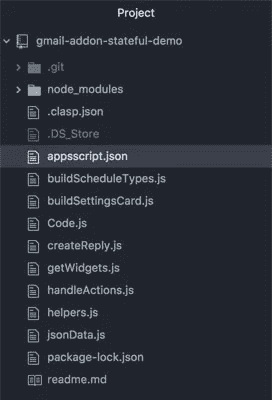 Project
gmail-addon-stateful-demo
.git
node_modules
.clasp.json
.DS_Store
appsscript.json
buildScheduleTypes.js
buildSettingsCard.js
Code.js
createReply.js
getWidgets.js
handleActions.js
helpers.js
jsonData.js
package-lock.json
readme.md